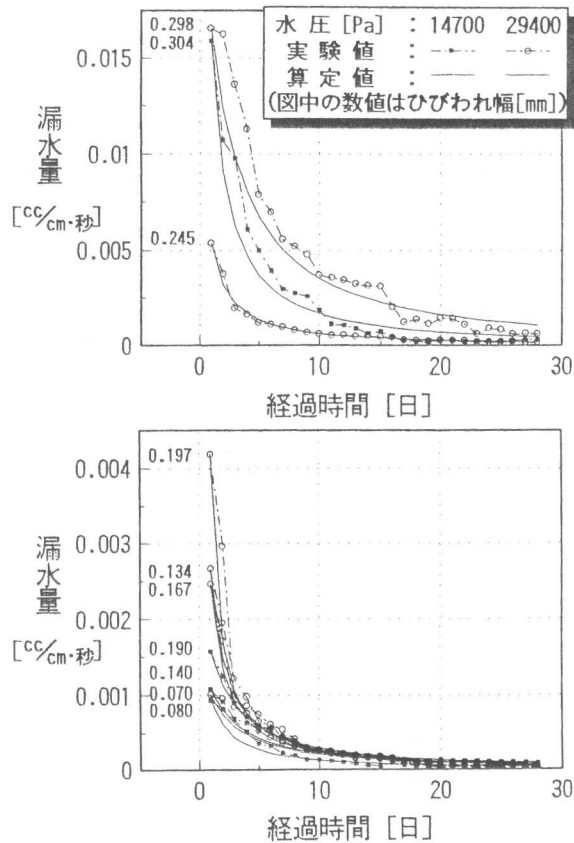 水圧[Pa] : 14700 29400
実験値 :
算定値 :
(図中の数値はひびわれ幅[mm])
漏水量
[cc/cm·秒]
0.015
0.01
0.005
0
0.298
0.304
0.245
0 10 20 30
経過時間[日]
漏水量
[cc/cm·秒]
0.004
0.003
0.002
0.001
0
0.197
0.134
0.167
0.190
0.140
0.070
0.080
0 10 20 30
経過時間[日]